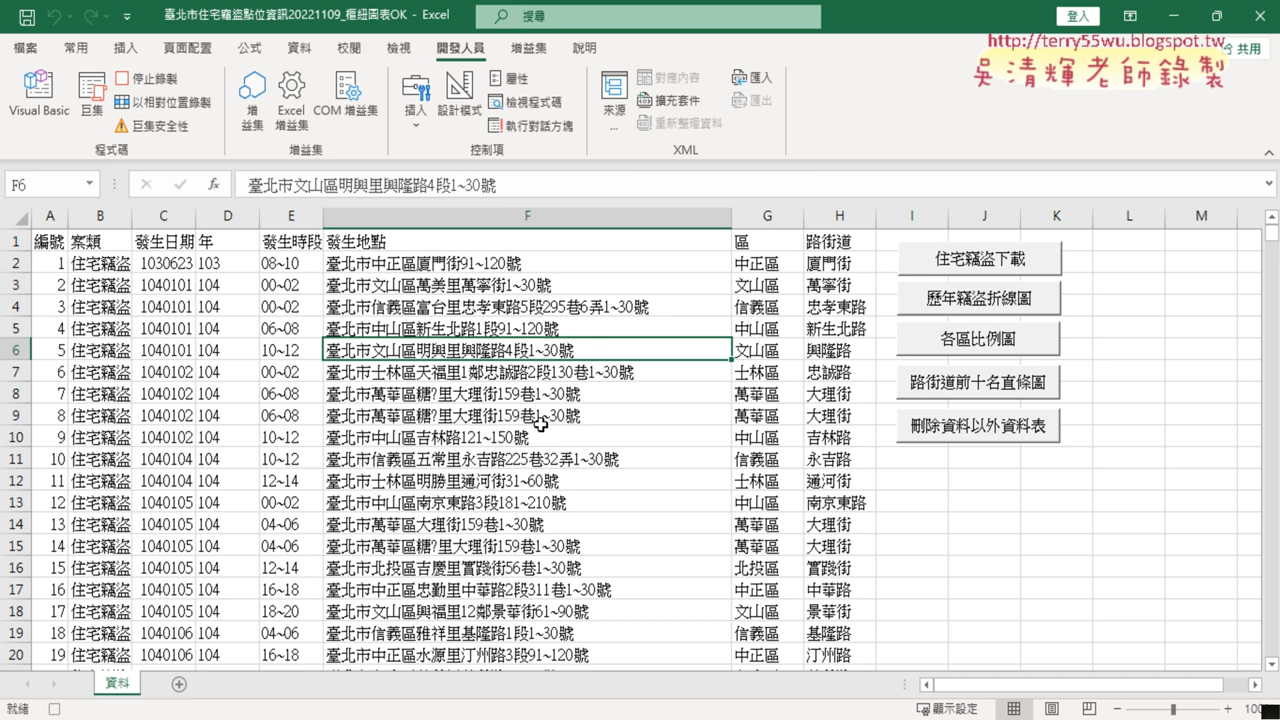 臺北市住宅竊盜點位資訊20221109_樞紐圖表OK - Excel
搜尋
登入
檔案 常用 插入 頁面配置 公式 資料 校閱 檢視 開發人員 增益集 說明
共用
http://terry55wu.blogspot.tw
吳清輝老師錄製
Visual Basic
巨集
停止錄製
以相對位置錄製
巨集安全性
程式碼
增益集
Excel 增益集
COM 增益集
增益集
插入
設計模式
屬性
檢視程式碼
執行對話方塊
控制項
來源...
對應內容
擴充套件
重新整理資料
匯入
匯出
XML
F6
fx
臺北市文山區明興里興隆路4段1~30號
A B C D E F G H I J K L M
1 編號 案類 發生日期 年 發生時段 發生地點 區 路街道
2 1 住宅竊盜 1030623 103 08~10 臺北市中正區廈門街91~120號 中正區 廈門街
3 2 住宅竊盜 1040101 104 00~02 臺北市文山區萬美里萬寧街1~30號 文山區 萬寧街
4 3 住宅竊盜 1040101 104 00~02 臺北市信義區富台里忠孝東路5段295巷6弄1~30號 信義區 忠孝東路
5 4 住宅竊盜 1040101 104 06~08 臺北市中山區新生北路1段91~120號 中山區 新生北路
6 5 住宅竊盜 1040101 104 10~12 臺北市文山區明興里興隆路4段1~30號 文山區 興隆路
7 6 住宅竊盜 1040102 104 00~02 臺北市士林區天福里1鄰忠誠路2段130巷1~30號 士林區 忠誠路
8 7 住宅竊盜 1040102 104 06~08 臺北市萬華區糖?里大理街159巷1~30號 萬華區 大理街
9 8 住宅竊盜 1040102 104 06~08 臺北市萬華區糖?里大理街159巷1~30號 萬華區 大理街
10 9 住宅竊盜 1040102 104 10~12 臺北市中山區吉林路121~150號 中山區 吉林路
11 10 住宅竊盜 1040102 104 10~12 臺北市信義區五常里永吉路225巷32弄1~30號 信義區 永吉路
12 11 住宅竊盜 1040104 104 12~14 臺北市士林區明勝里通河街31~60號 士林區 通河街
13 12 住宅竊盜 1040105 104 00~02 臺北市中山區南京東路3段181~210號 中山區 南京東路
14 13 住宅竊盜 1040105 104 04~06 臺北市萬華區大理街159巷1~30號 萬華區 大理街
15 14 住宅竊盜 1040105 104 04~06 臺北市萬華區糖?里大理街159巷1~30號 萬華區 大理街
16 15 住宅竊盜 1040105 104 12~14 臺北市北投區吉慶里實踐街56巷1~30號 北投區 實踐街
17 16 住宅竊盜 1040105 104 16~18 臺北市中正區忠勤里中華路2段311巷1~30號 中正區 中華路
18 17 住宅竊盜 1040105 104 18~20 臺北市文山區興福里12鄰景華街61~90號 文山區 景華街
19 18 住宅竊盜 1040106 104 04~06 臺北市信義區雅祥里基隆路1段1~30號 信義區 基隆路
20 19 住宅竊盜 1040106 104 16~18 臺北市中正區水源里汀州路3段91~120號 中正區 汀州路
住宅竊盜下載
歷年竊盜折線圖
各區比例圖
路街道前十名直條圖
刪除資料以外資料表
資料
就緒
顯示設定